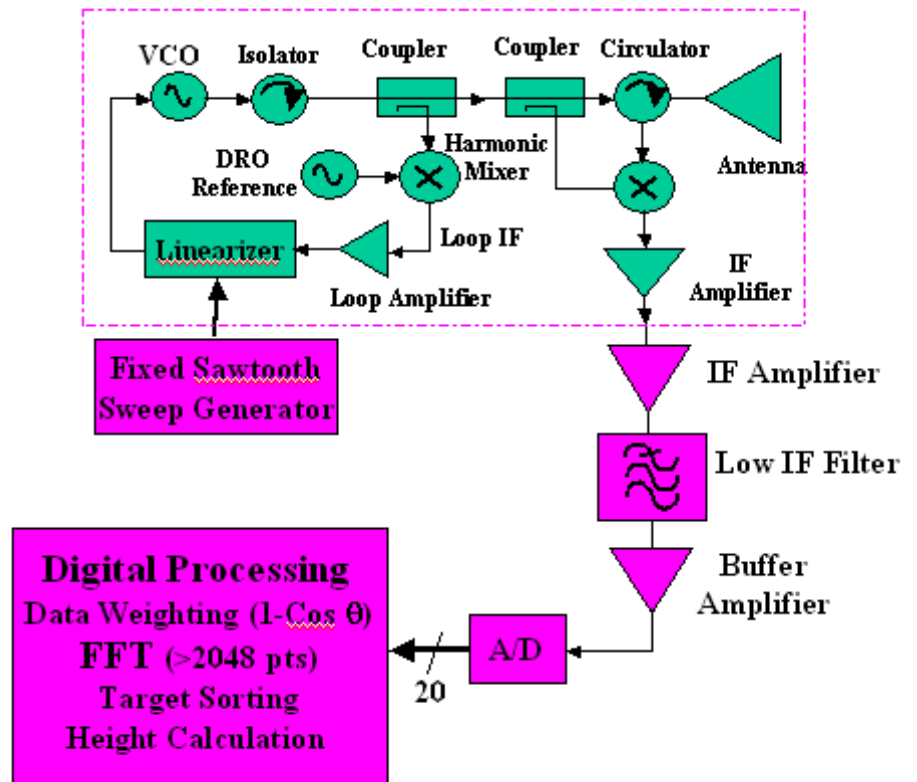 VCO
Isolator
Coupler
Coupler
Circulator
DRO
Reference
Harmonic
Mixer
Antenna
Linearizer
Loop IF
Loop Amplifier
IF
Amplifier
Fixed Sawtooth
Sweep Generator
IF Amplifier
Low IF Filter
Buffer
Amplifier
A/D
20
Digital Processing
Data Weighting (1-Cos θ)
FFT (>2048 pts)
Target Sorting
Height Calculation